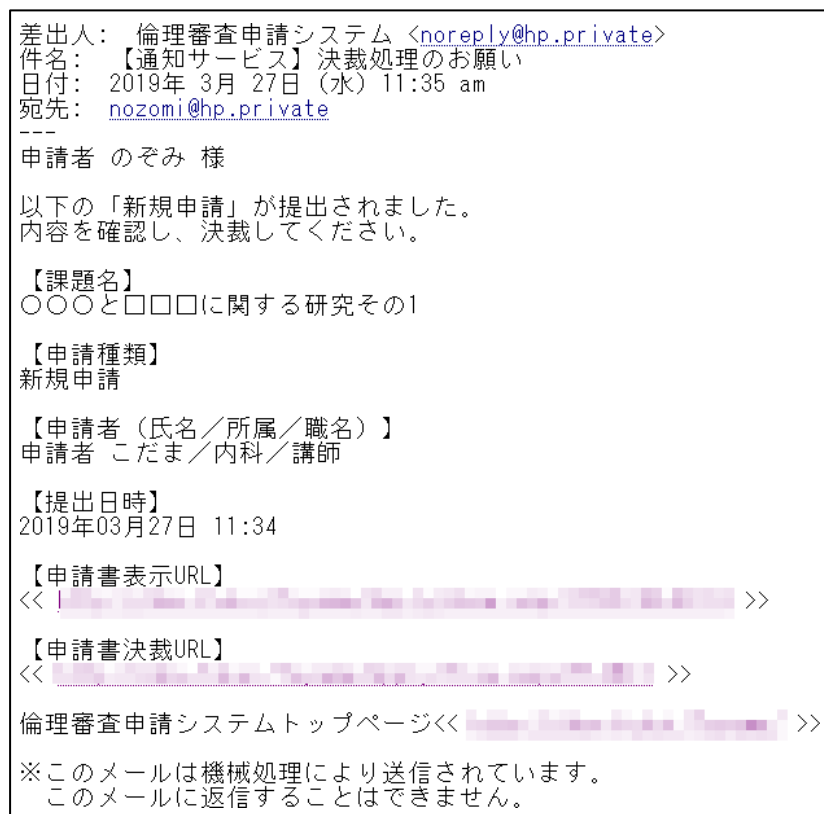 差出人: 倫理審査申請システム <noreply@hp.private>
件名: 【通知サービス】決裁処理のお願い
日付: 2019年 3月 27日 (水) 11:35 am
宛先: nozomi@hp.private
---
申請者 のぞみ 様
以下の「新規申請」が提出されました。
内容を確認し、決裁してください。
【課題名】
○○○と□□□に関する研究その1
【申請種類】
新規申請
【申請者（氏名／所属／職名）】
申請者 こだま／内科／講師
【提出日時】
2019年03月27日 11:34
【申請書表示URL】
<< >>
【申請書決裁URL】
<< >>
倫理審査申請システムトップページ<< >>
※このメールは機械処理により送信されています。
このメールに返信することはできません。